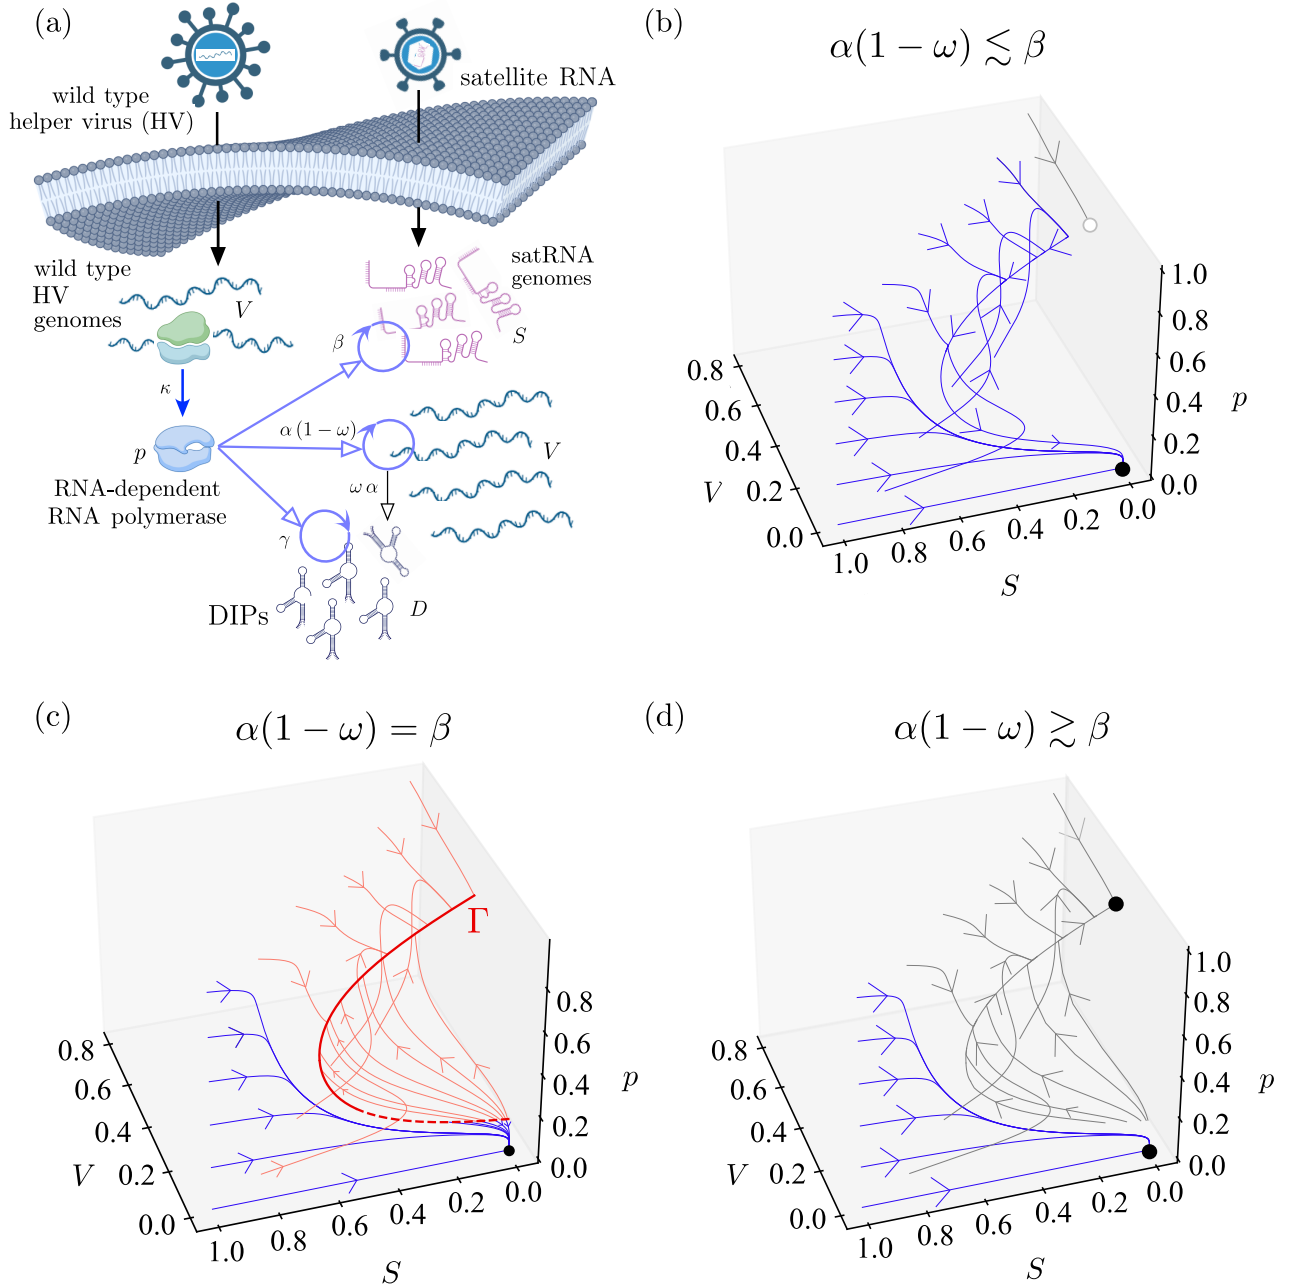 (a)
wild type
helper virus (HV)
satellite RNA
wild type
HV
genomes
V
satRNA
genomes
S
β
κ
α (1 − ω)
p
V
RNA-dependent
RNA polymerase
ω α
γ
DIPs
D
(b)
α(1 − ω) ≲ β
0.8
0.6
0.4
0.2
0.0
V
1.0
0.8
0.6
0.4
0.2
0.0
S
1.0
0.8
0.6
0.4
0.2
0.0
p
(c)
α(1 − ω) = β
Γ
0.8
0.6
0.4
0.2
0.0
V
1.0
0.8
0.6
0.4
0.2
0.0
S
0.8
0.6
0.4
0.2
0.0
p
(d)
α(1 − ω) ≳ β
0.8
0.6
0.4
0.2
0.0
V
1.0
0.8
0.6
0.4
0.2
0.0
S
1.0
0.8
0.6
0.4
0.2
0.0
p